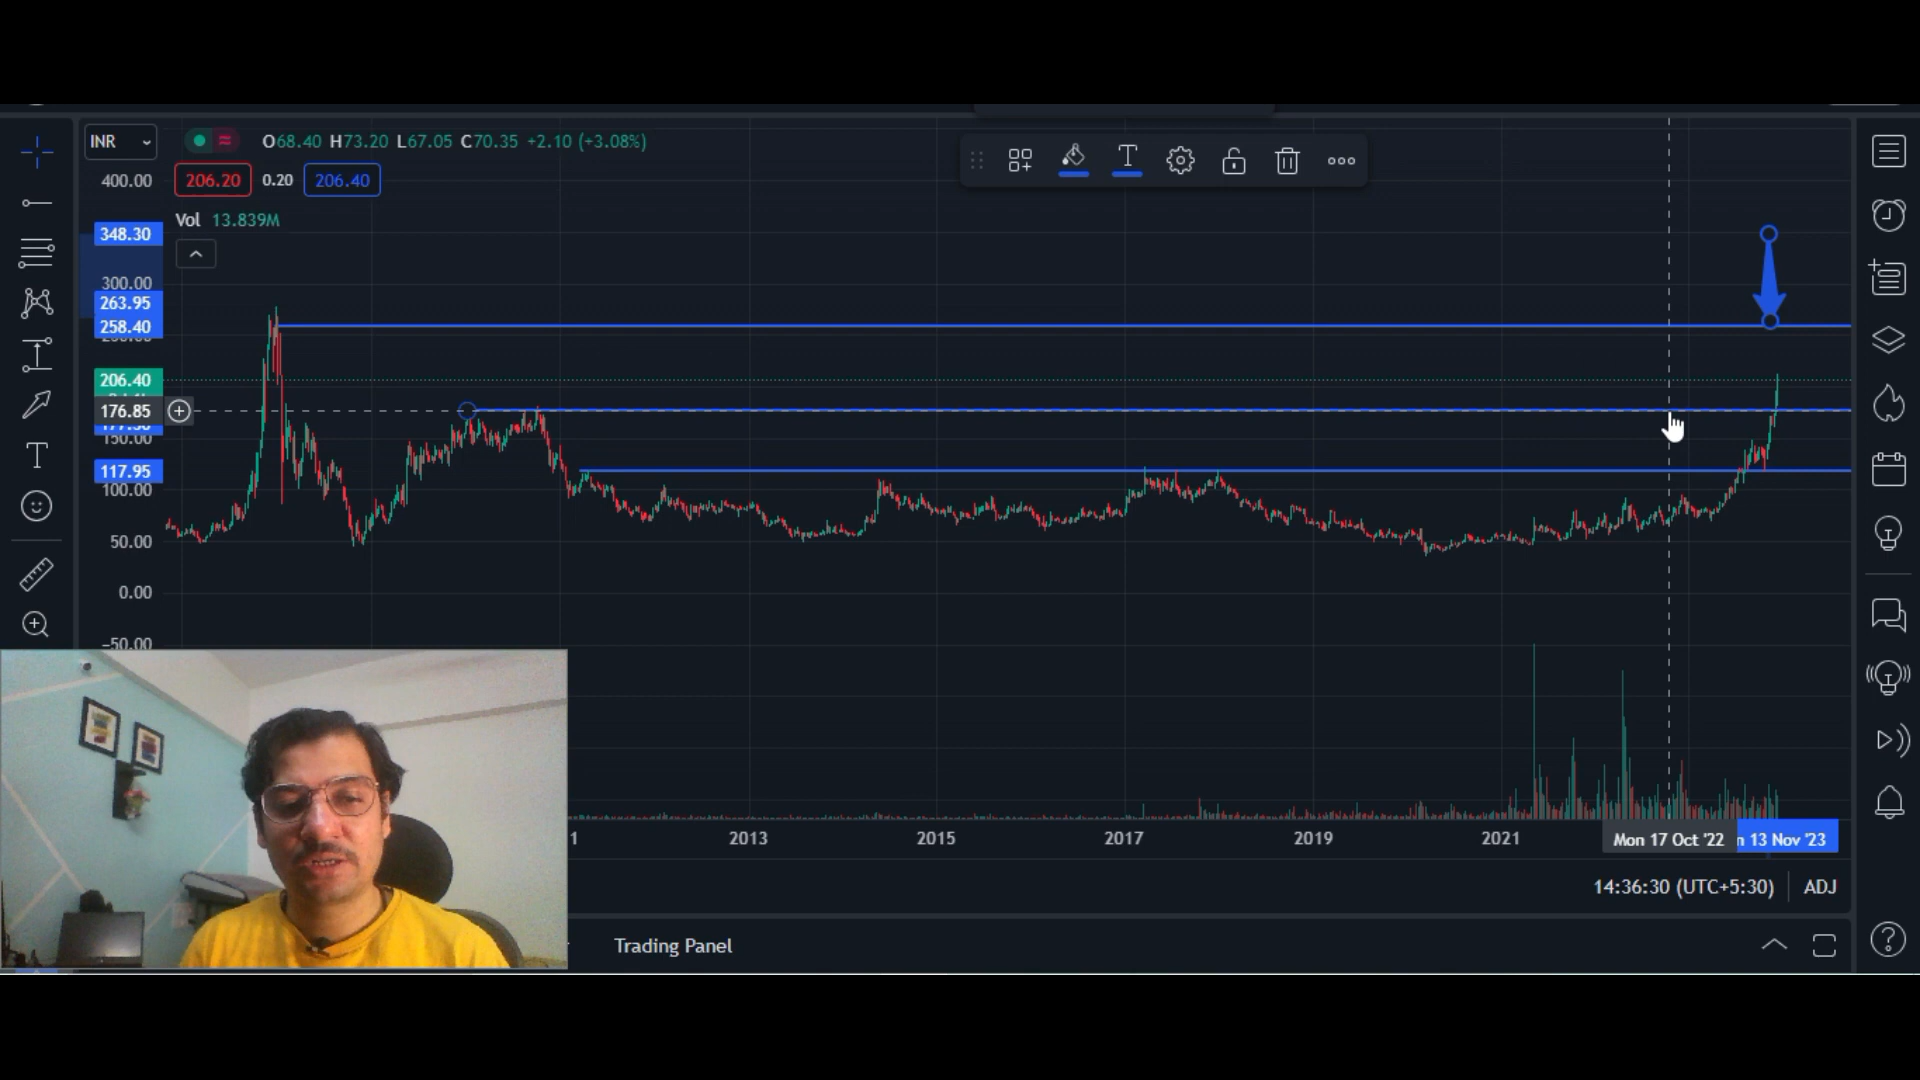 INR
O68.40 H73.20 L67.05 C70.35 +2.10 (+3.08%)
206.20 0.20 206.40
Vol 13.839M
400.00
348.30
300.00
263.95
258.40
206.40
176.85
150.00
117.95
100.00
50.00
0.00
-50.00
2013 2015 2017 2019 2021 Mon 17 Oct '22 13 Nov '23
14:36:30 (UTC+5:30) ADJ
Trading Panel